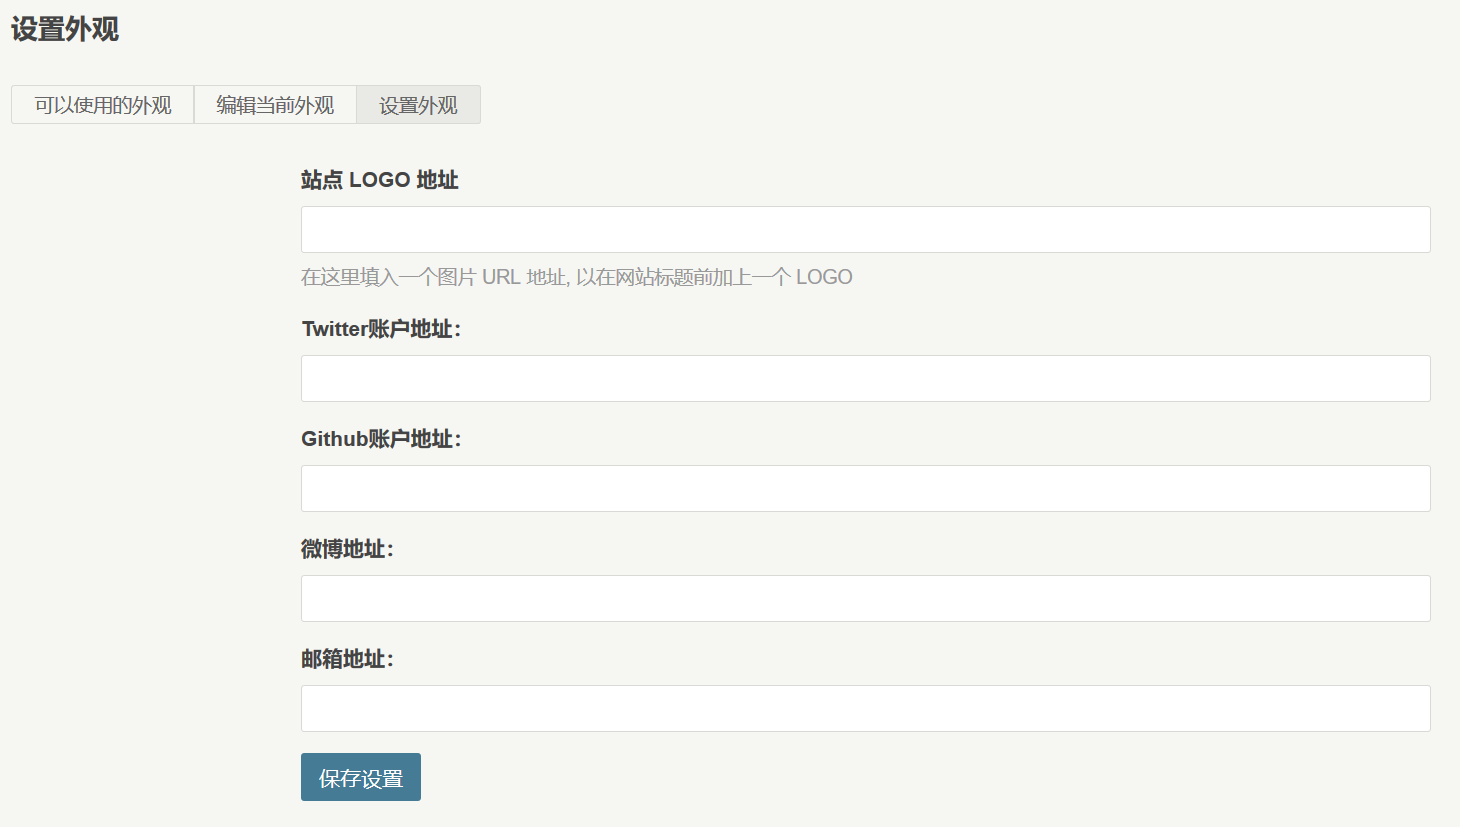 设置外观
可以使用的外观 编辑当前外观 设置外观
站点 LOGO 地址
在这里填入一个图片 URL 地址, 以在网站标题前加上一个 LOGO
Twitter账户地址：
Github账户地址：
微博地址：
邮箱地址：
保存设置